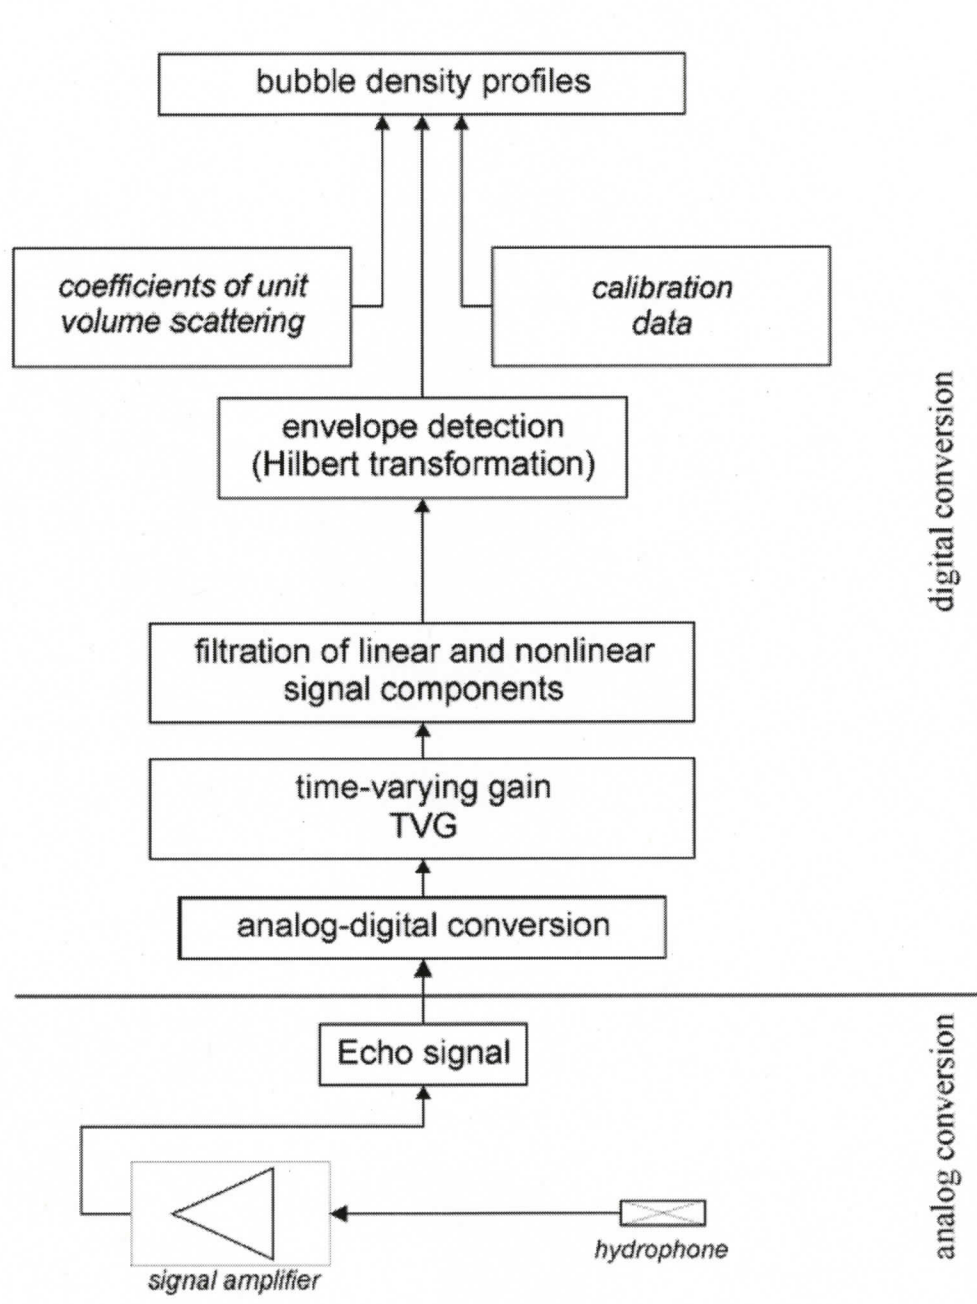 bubble density profiles
coefficients of unit
volume scattering
calibration
data
envelope detection
(Hilbert transformation)
digital conversion
filtration of linear and nonlinear
signal components
time-varying gain
TVG
analog-digital conversion
Echo signal
analog conversion
hydrophone
signal amplifier